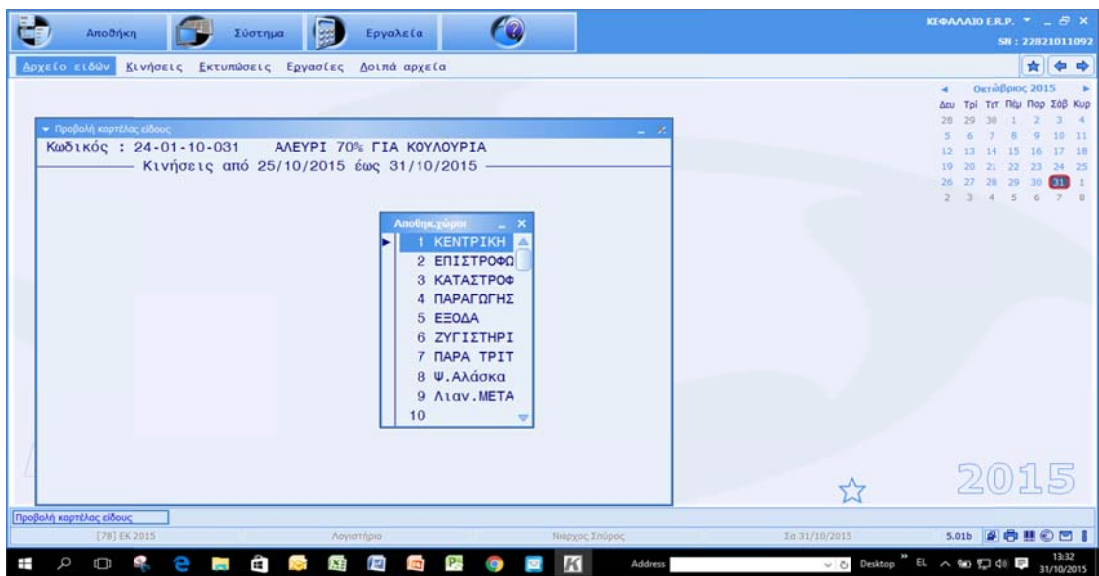 Αποθήκη Σύστημα Εργαλεία ΚΕΦΑΛΑΙΟ E.R.P.
SN : 22821011092
Αρχείο ειδών Κινήσεις Εκτυπώσεις Εργασίες Λοιπά αρχεία
Οκτώβριος 2015
Δευ Τρί Τετ Πέμ Παρ Σάβ Κυρ
28 29 30 1 2 3 4
5 6 7 8 9 10 11
12 13 14 15 16 17 18
19 20 21 22 23 24 25
26 27 28 29 30 31 1
2 3 4 5 6 7 8
Προβολή καρτέλας είδους
Κωδικός : 24-01-10-031 ΑΛΕΥΡΙ 70% ΓΙΑ ΚΟΥΛΟΥΡΙΑ
Κινήσεις από 25/10/2015 έως 31/10/2015
Αποθηκ.χώροι
1 ΚΕΝΤΡΙΚΗ
2 ΕΠΙΣΤΡΟΦΩ
3 ΚΑΤΑΣΤΡΟΦ
4 ΠΑΡΑΓΩΓΗΣ
5 ΕΞΟΔΑ
6 ΖΥΓΙΣΤΗΡΙ
7 ΠΑΡΑ ΤΡΙΤ
8 Ψ.Αλάσκα
9 Λιαν.ΜΕΤΑ
10
2015
Προβολή καρτέλας είδους
[78] ΕΚ 2015 Λογιστήριο Νιάρχος Σπύρος Σα 31/10/2015 5.01b
Address Desktop EL 13:32
31/10/2015